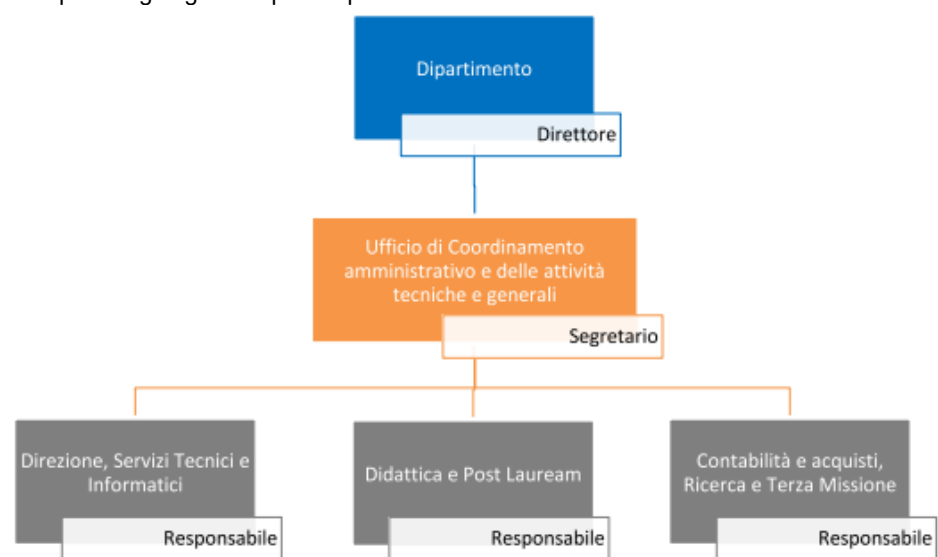 Dipartimento
Direttore
Ufficio di Coordinamento
amministrativo e delle attività
tecniche e generali
Segretario
Direzione, Servizi Tecnici e
Informatici
Responsabile
Didattica e Post Lauream
Responsabile
Contabilità e acquisti,
Ricerca e Terza Missione
Responsabile